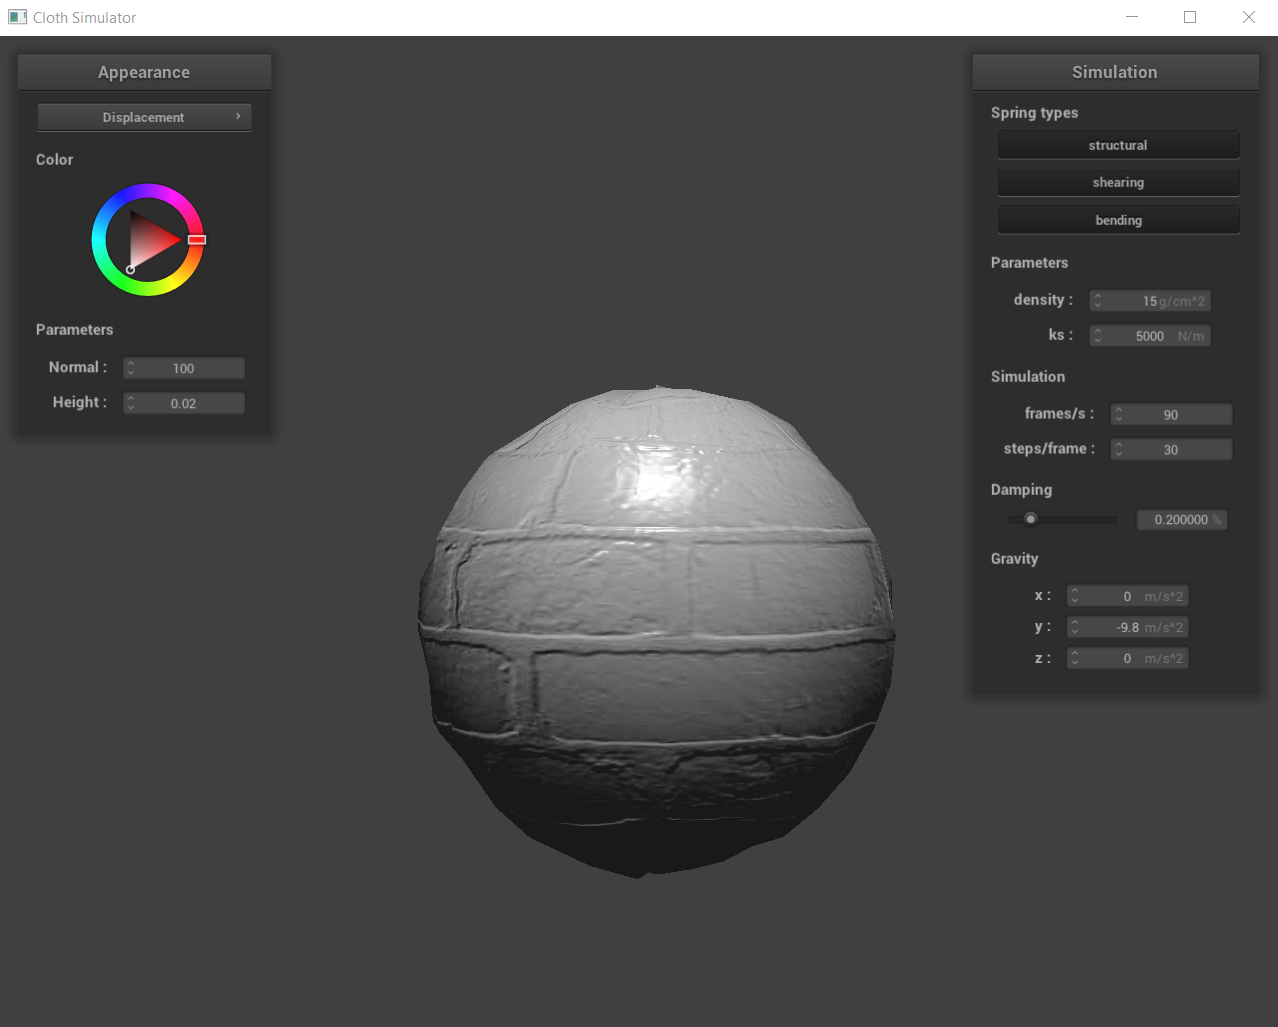 Cloth Simulator
Appearance
Displacement
Color
Parameters
Normal : 100
Height : 0.02
Simulation
Spring types
structural
shearing
bending
Parameters
density : 15 g/cm^2
ks : 5000 N/m
Simulation
frames/s : 90
steps/frame : 30
Damping
0.200000 %
Gravity
x : 0 m/s^2
y : -9.8 m/s^2
z : 0 m/s^2